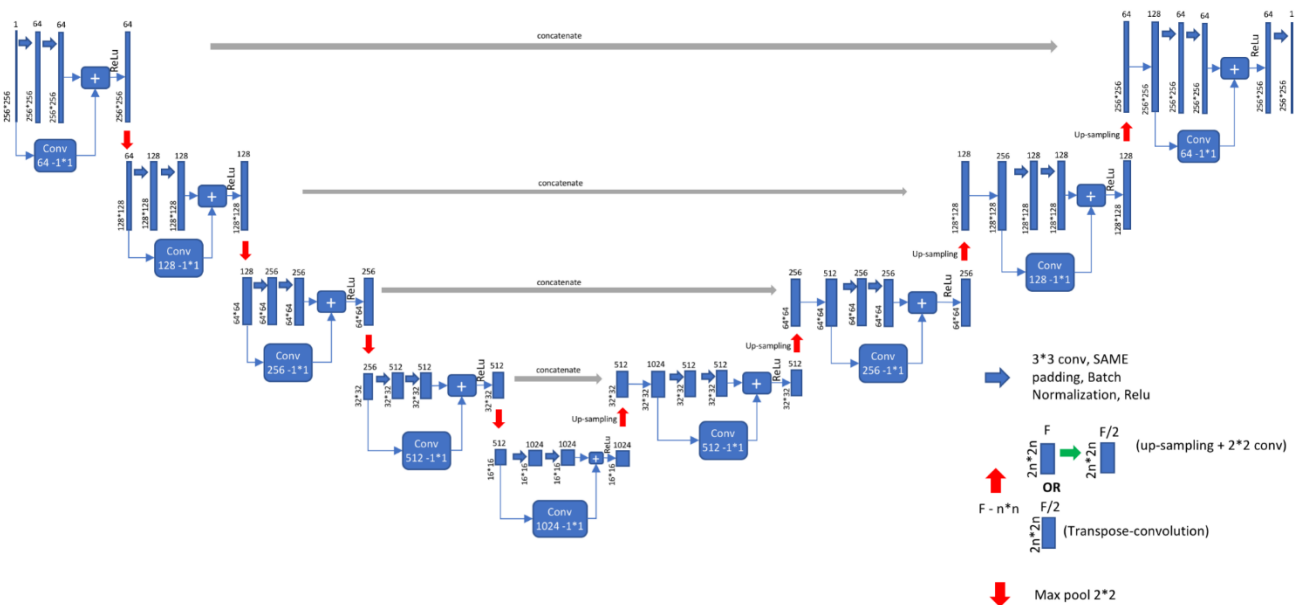 1 64 64 64
256*256 256*256 256*256 256*256
+
ReLu
Conv
64 -1*1
concatenate
64 128 64 64 64 1
256*256 256*256 256*256 256*256 256*256 256*256
+
ReLu
Conv
64 -1*1
Up-sampling
64 128 128 128
128*128 128*128 128*128 128*128
+
ReLu
Conv
128 -1*1
concatenate
128 256 128 128 128
128*128 128*128 128*128 128*128 128*128
+
ReLu
Conv
128 -1*1
Up-sampling
128 256 256 256
64*64 64*64 64*64 64*64
+
ReLu
Conv
256 -1*1
concatenate
256 512 256 256 256
64*64 64*64 64*64 64*64 64*64
+
ReLu
Conv
256 -1*1
Up-sampling
256 512 512 512
32*32 32*32 32*32 32*32
+
ReLu
Conv
512 -1*1
concatenate
512 1024 512 512 512
32*32 32*32 32*32 32*32 32*32
+
ReLu
Conv
512 -1*1
Up-sampling
512 1024 1024 1024
16*16 16*16 16*16 16*16
+
ReLu
Conv
1024 -1*1
3*3 conv, SAME
padding, Batch
Normalization, Relu
F F/2
2n*2n 2n*2n
(up-sampling + 2*2 conv)
OR
F - n*n
F/2
2n*2n
(Transpose-convolution)
Max pool 2*2